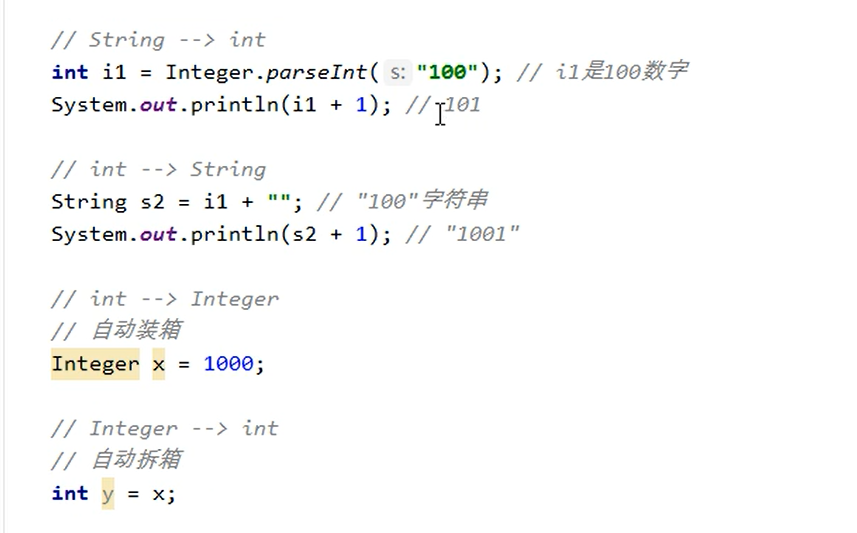 // String --> int
int i1 = Integer.parseInt( s: "100"); // i1是100数字
System.out.println(i1 + 1); // 101
// int --> String
String s2 = i1 + ""; // "100"字符串
System.out.println(s2 + 1); // "1001"
// int --> Integer
// 自动装箱
Integer x = 1000;
// Integer --> int
// 自动拆箱
int y = x;